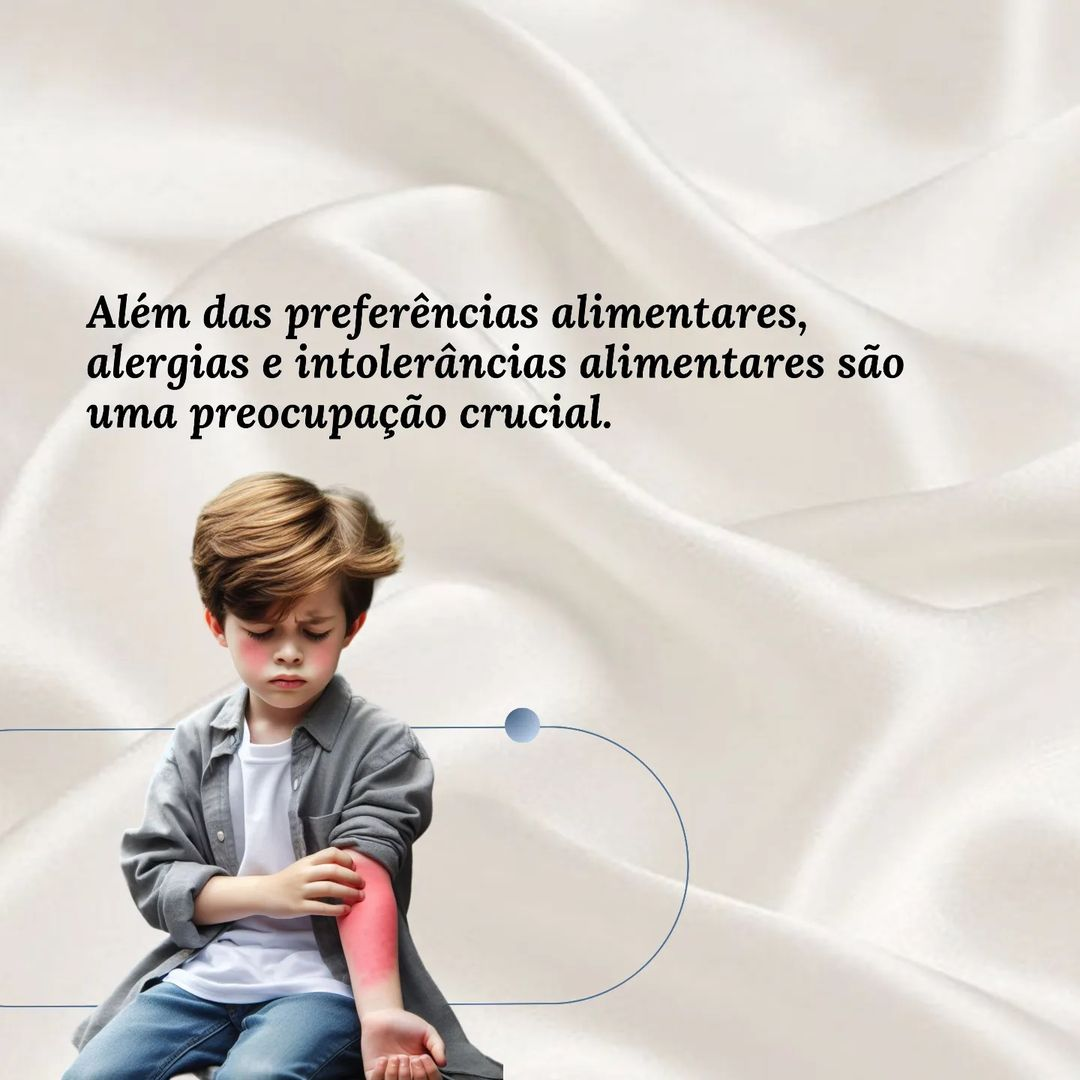 Além das preferências alimentares,
alergias e intolerâncias alimentares são
uma preocupação crucial.